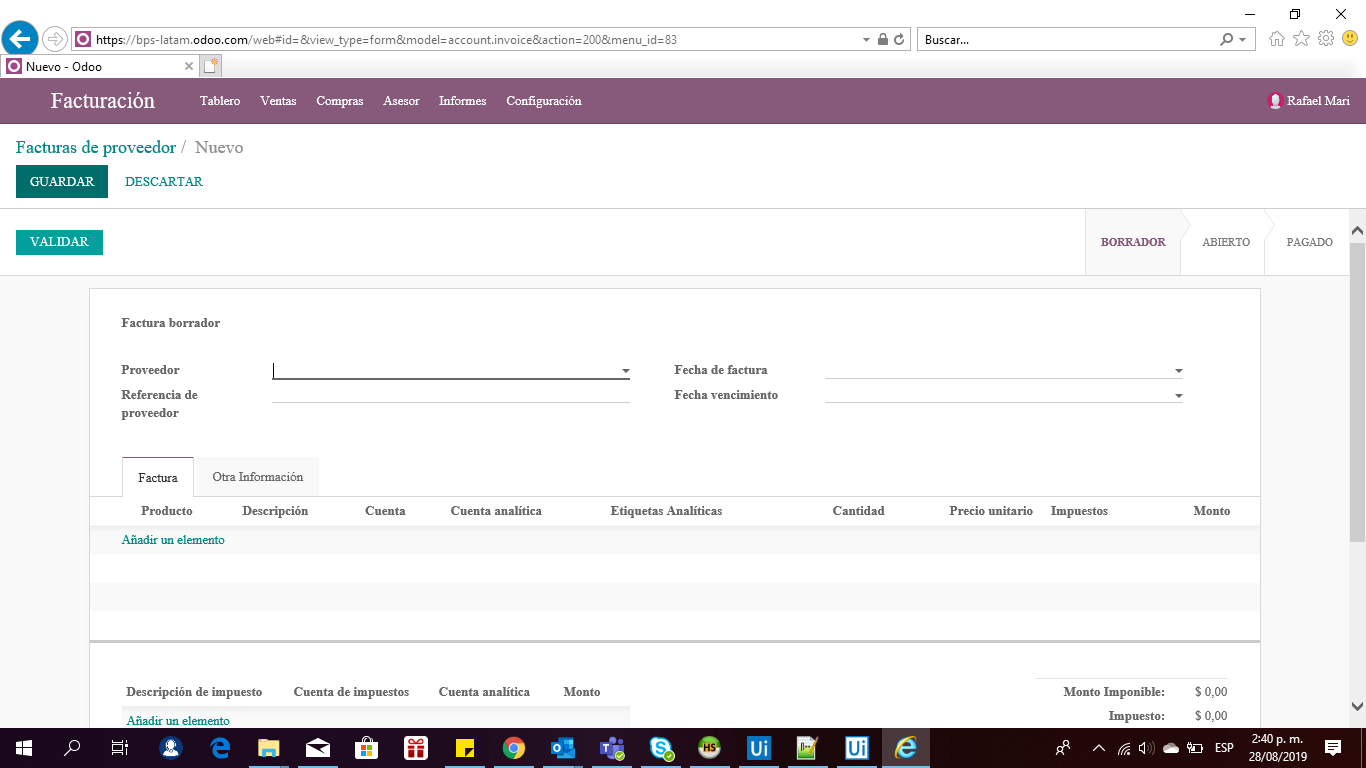 https://bps-latam.odoo.com/web#id=&view_type=form&model=account.invoice&action=200&menu_id=83
Buscar...
Nuevo - Odoo
Facturación
Tablero
Ventas
Compras
Asesor
Informes
Configuración
Rafael Mari
Facturas de proveedor / Nuevo
GUARDAR
DESCARTAR
VALIDAR
BORRADOR
ABIERTO
PAGADO
Factura borrador
Proveedor
Fecha de factura
Referencia de
proveedor
Fecha vencimiento
Factura
Otra Información
Producto
Descripción
Cuenta
Cuenta analítica
Etiquetas Analíticas
Cantidad
Precio unitario
Impuestos
Monto
Añadir un elemento
Descripción de impuesto
Cuenta de impuestos
Cuenta analítica
Monto
Monto Imponible:
$ 0,00
Añadir un elemento
Impuesto:
$ 0,00
HS
Ui
Ui
ESP
2:40 p. m.
28/08/2019